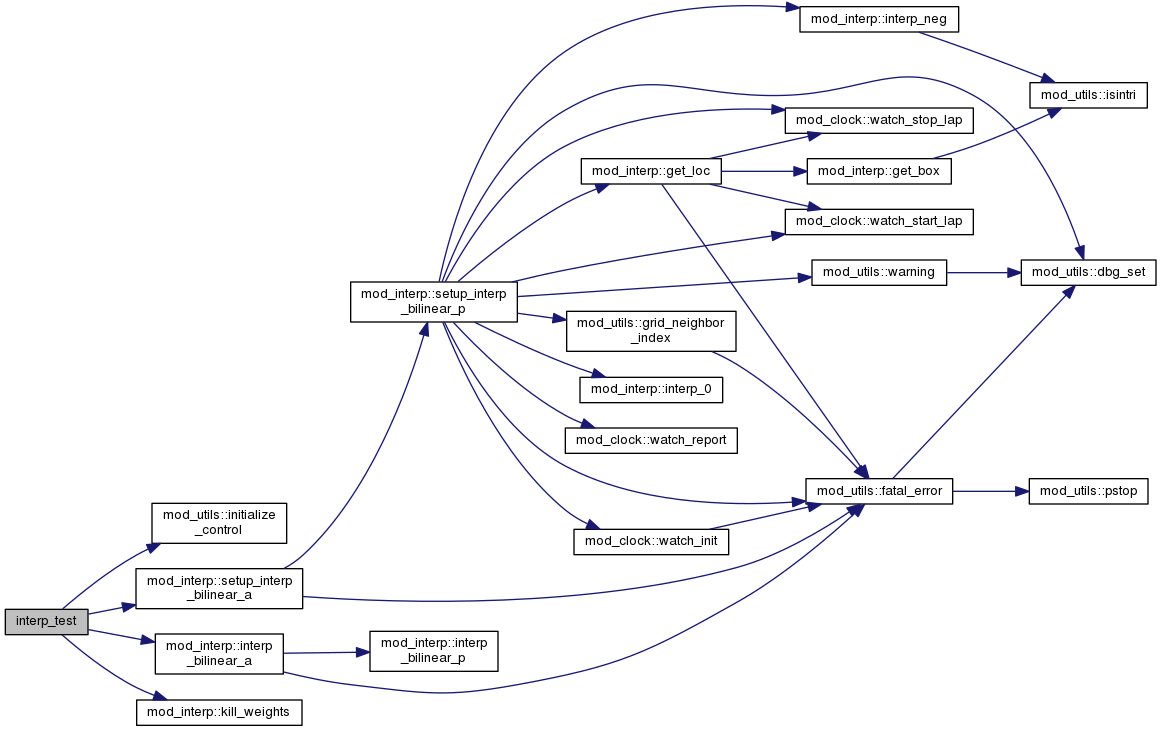 mod_interp::interp_neg
mod_utils::isintri
mod_clock::watch_stop_lap
mod_interp::get_loc
mod_interp::get_box
mod_clock::watch_start_lap
mod_utils::warning
mod_utils::dbg_set
mod_interp::setup_interp
_bilinear_p
mod_utils::grid_neighbor
_index
mod_interp::interp_0
mod_clock::watch_report
mod_utils::fatal_error
mod_utils::pstop
mod_utils::initialize
_control
mod_clock::watch_init
mod_interp::setup_interp
_bilinear_a
interp_test
mod_interp::interp
_bilinear_a
mod_interp::interp
_bilinear_p
mod_interp::kill_weights